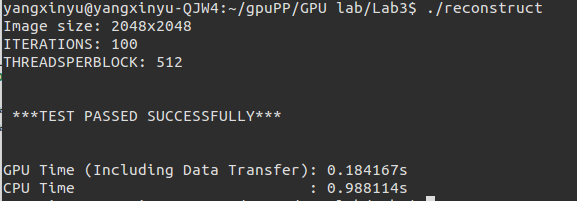 yangxinyu@yangxinyu-QJW4:~/gpuPP/GPU lab/Lab3$ ./reconstruct
Image size: 2048x2048
ITERATIONS: 100
THREADSPERBLOCK: 512
***TEST PASSED SUCCESSFULLY***
GPU Time (Including Data Transfer): 0.184167s
CPU Time                          : 0.988114s